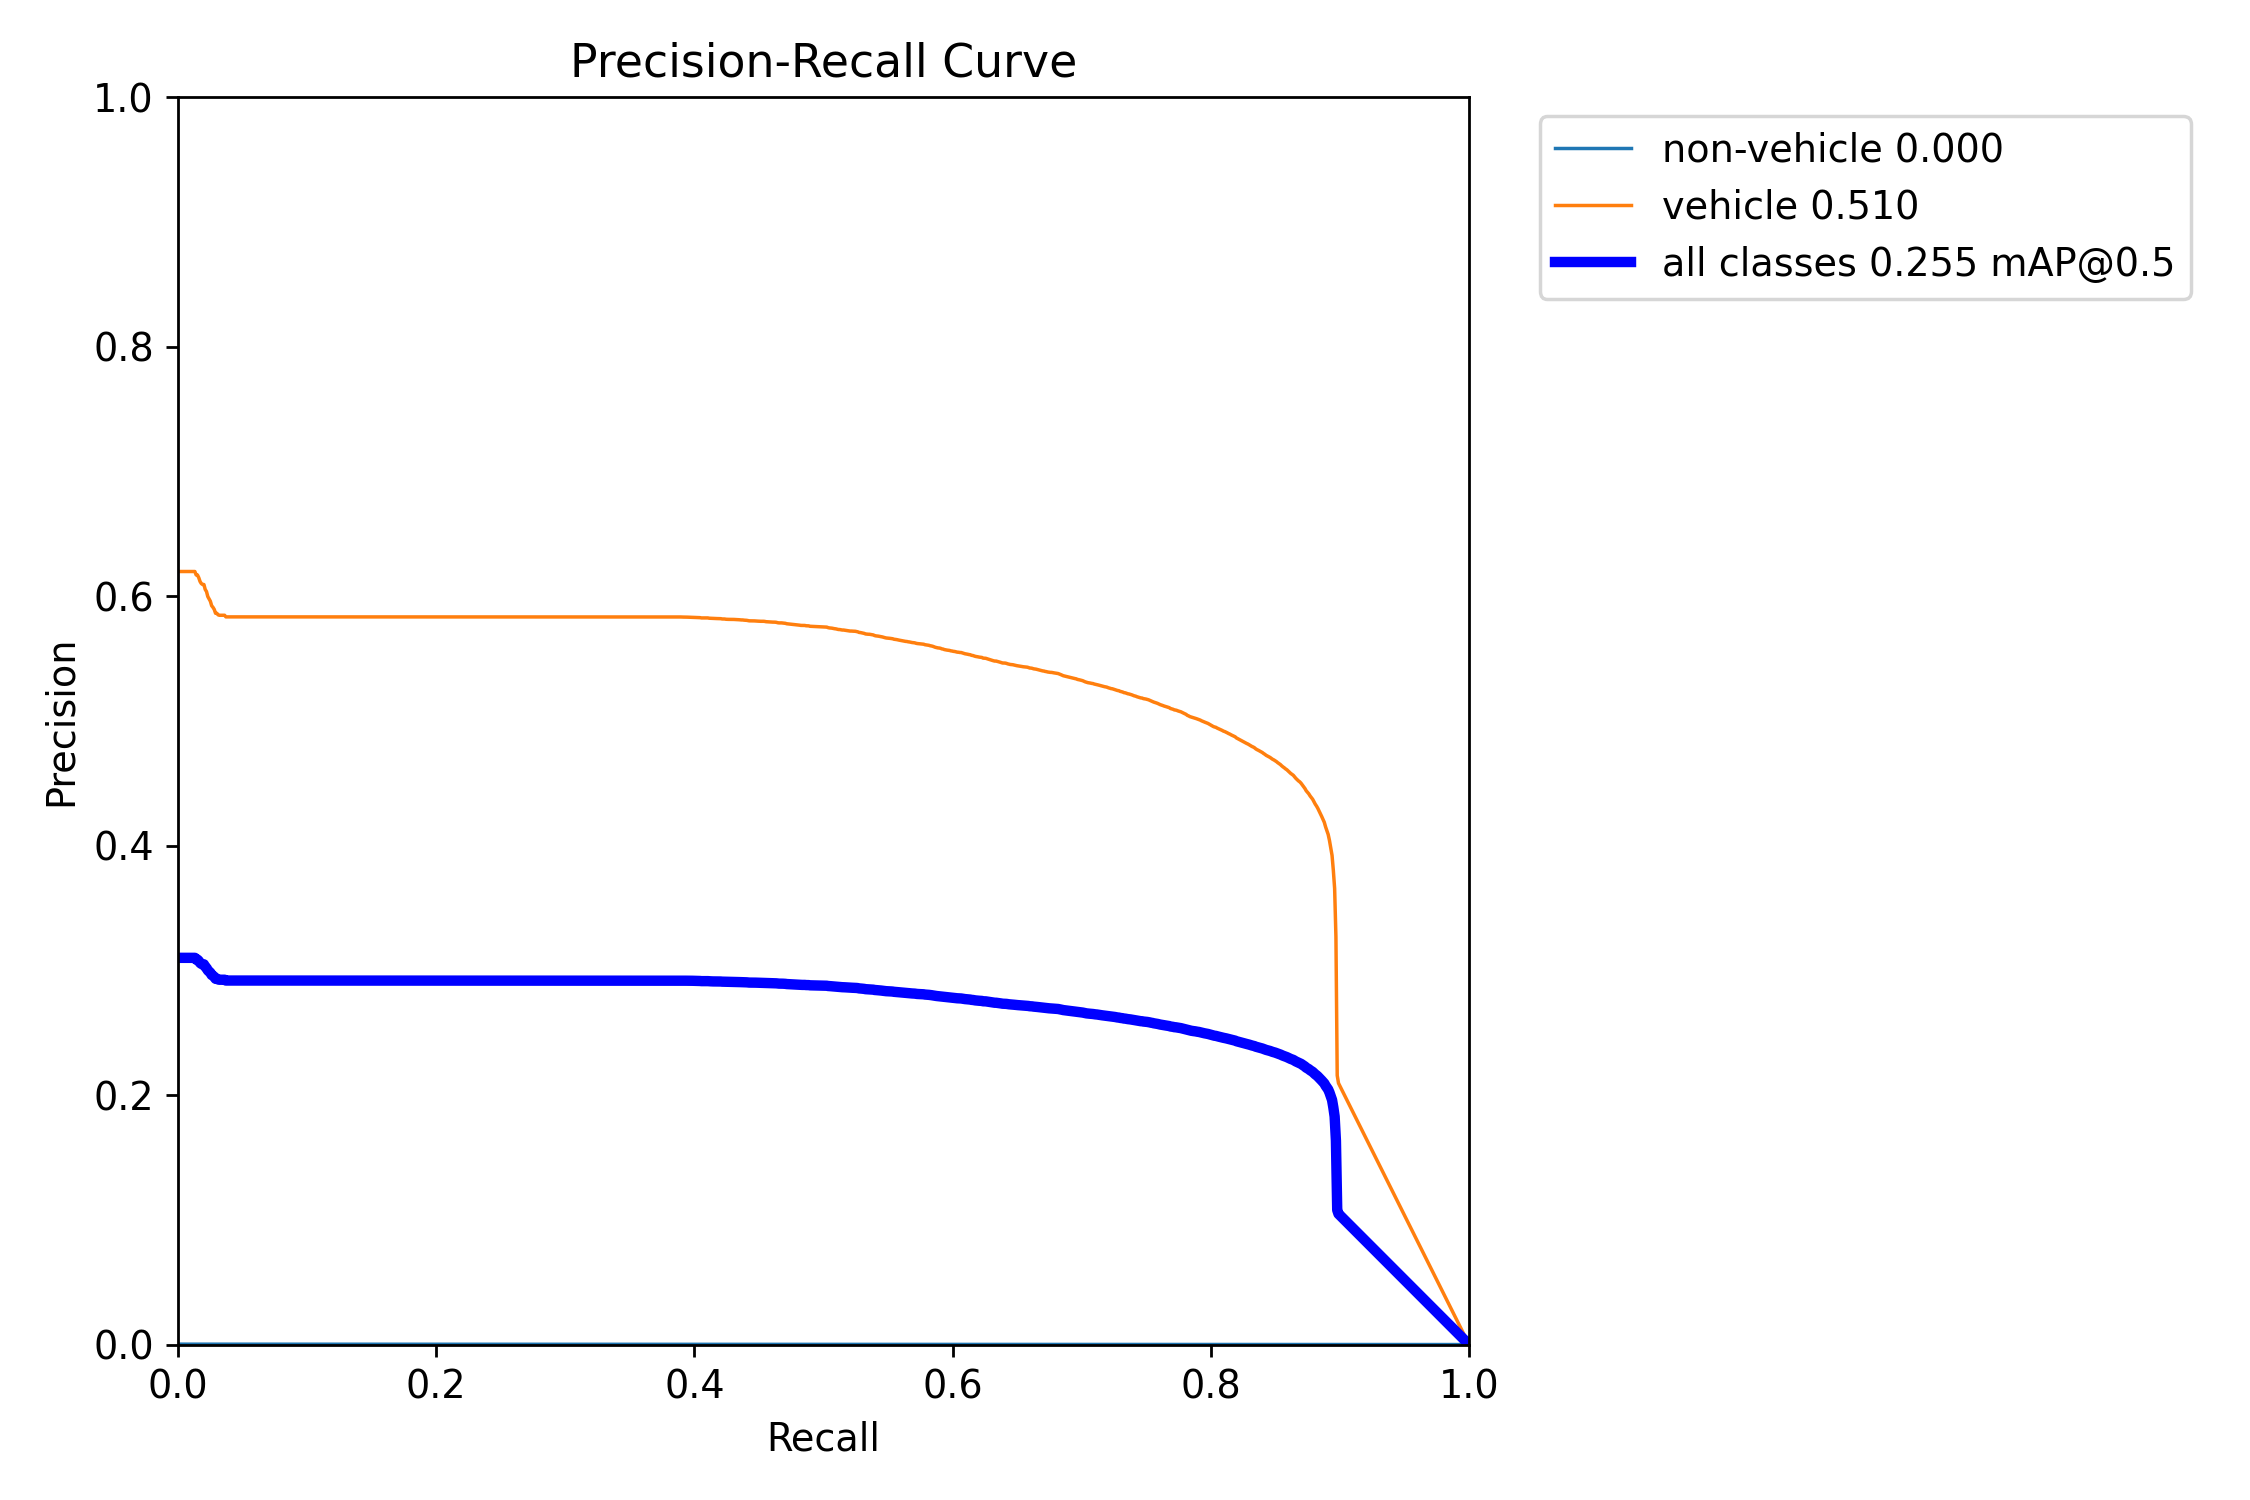 Precision-Recall Curve
1.0
0.8
0.6
0.4
0.2
0.0
Precision
0.0 0.2 0.4 0.6 0.8 1.0
Recall
non-vehicle 0.000
vehicle 0.510
all classes 0.255 mAP@0.5